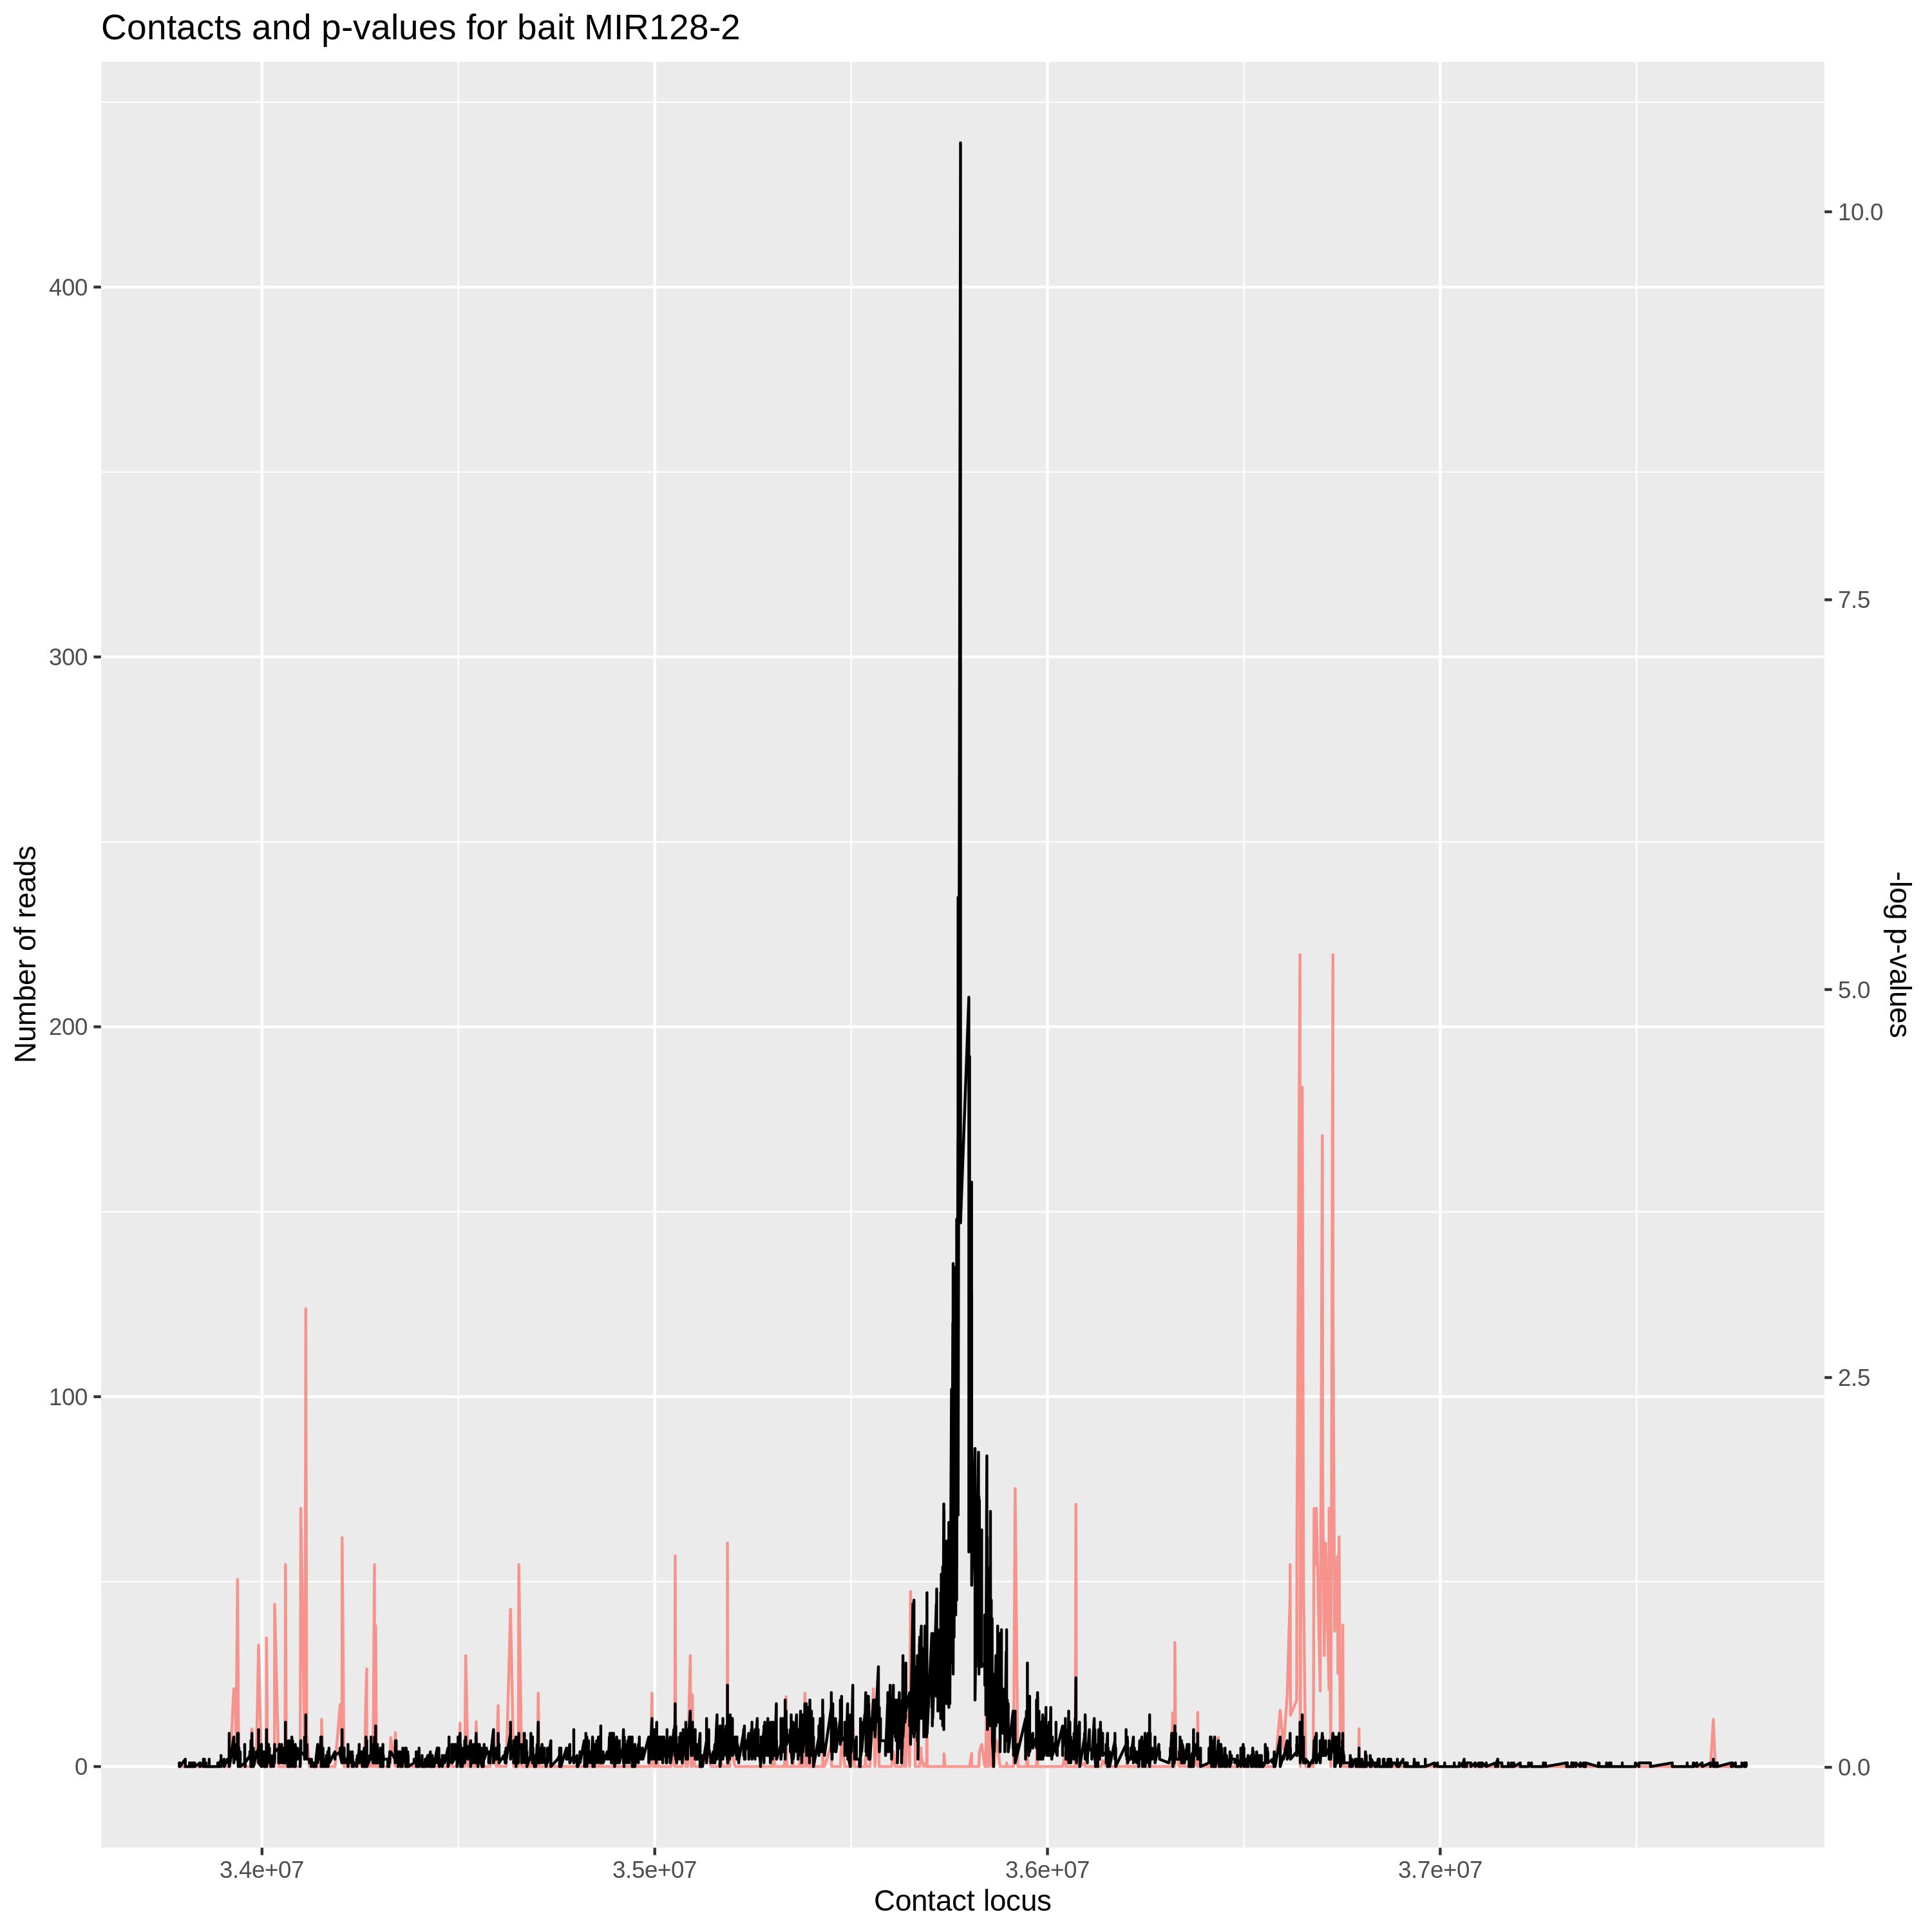 Contacts and p-values for bait MIR128-2
Number of reads
400
300
200
100
0
10.0
7.5
5.0
2.5
0.0
-log p-values
3.4e+07
3.5e+07
3.6e+07
3.7e+07
Contact locus